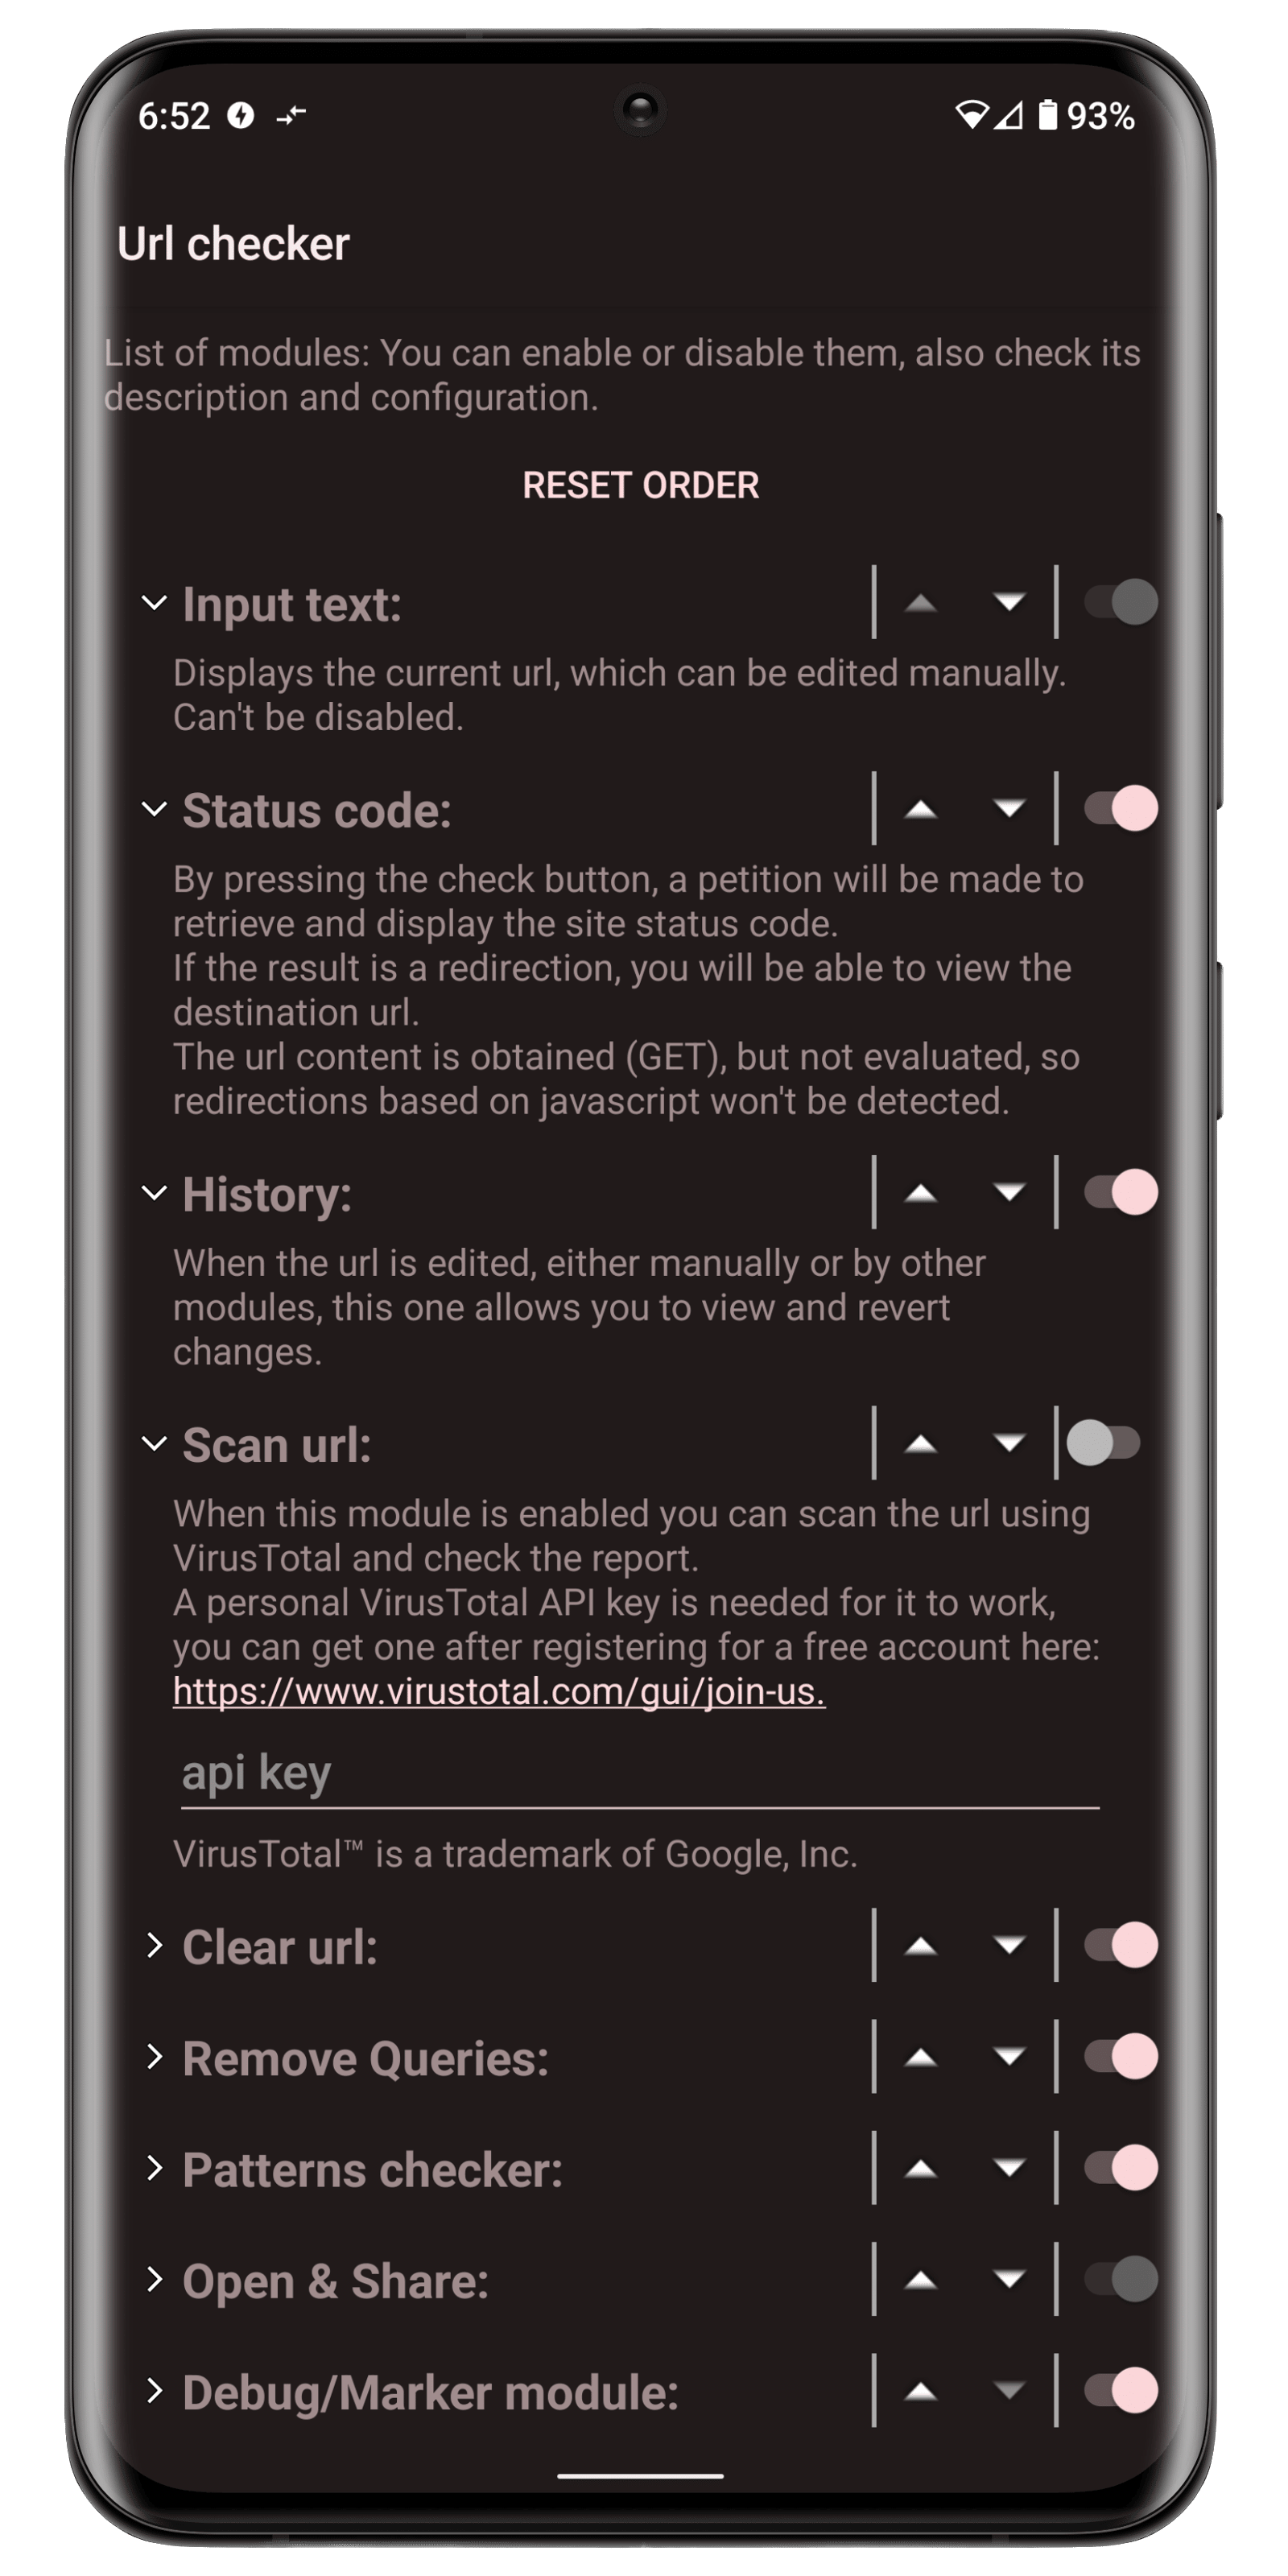 6:52
93%
Url checker
List of modules: You can enable or disable them, also check its
description and configuration.
RESET ORDER
Input text:
Displays the current url, which can be edited manually.
Can't be disabled.
Status code:
By pressing the check button, a petition will be made to
retrieve and display the site status code.
If the result is a redirection, you will be able to view the
destination url.
The url content is obtained (GET), but not evaluated, so
redirections based on javascript won't be detected.
History:
When the url is edited, either manually or by other
modules, this one allows you to view and revert
changes.
Scan url:
When this module is enabled you can scan the url using
VirusTotal and check the report.
A personal VirusTotal API key is needed for it to work,
you can get one after registering for a free account here:
https://www.virustotal.com/gui/join-us.
api key
VirusTotal™ is a trademark of Google, Inc.
Clear url:
Remove Queries:
Patterns checker:
Open & Share:
Debug/Marker module: